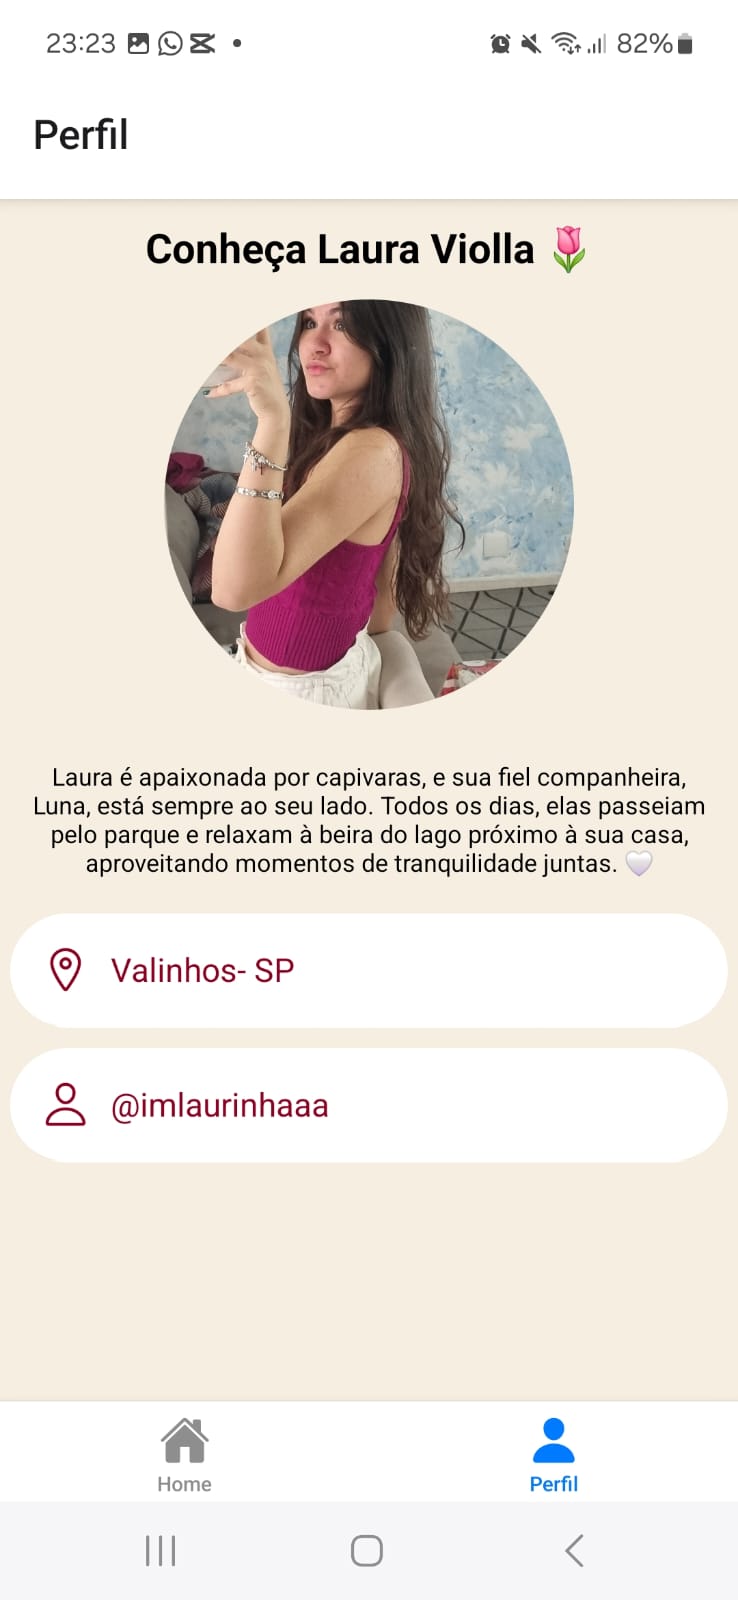 23:23 82%
Perfil
Conheça Laura Violla 🌷
Laura é apaixonada por capivaras, e sua fiel companheira,
Luna, está sempre ao seu lado. Todos os dias, elas passeiam
pelo parque e relaxam à beira do lago próximo à sua casa,
aproveitando momentos de tranquilidade juntas. 🤍
Valinhos- SP
@imlaurinhaaa
Home Perfil